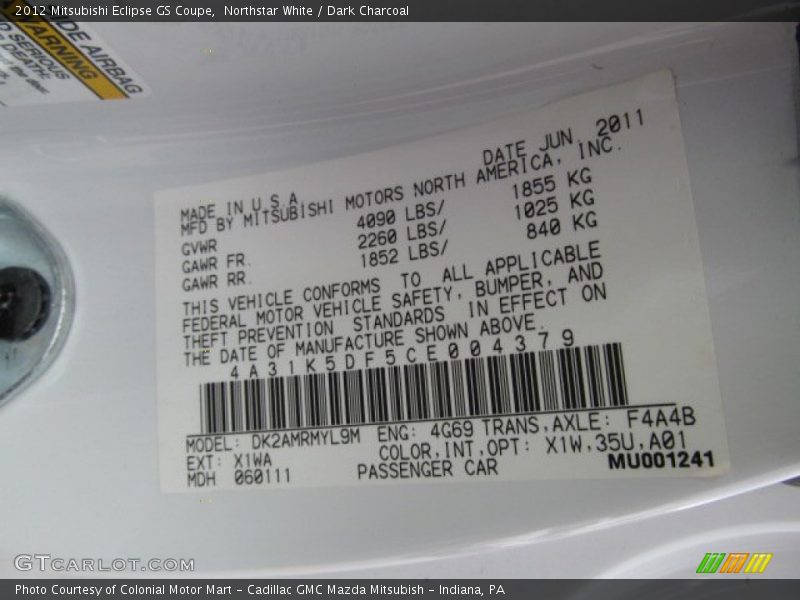 2012 Mitsubishi Eclipse GS Coupe, Northstar White / Dark Charcoal
DE AIRBAG
WARNING
SERIOUS
DEATH:
DATE JUN 2011
MADE IN U.S.A.
MFD BY MITSUBISHI MOTORS NORTH AMERICA, INC.
GVWR 4090 LBS/ 1855 KG
GAWR FR. 2260 LBS/ 1025 KG
GAWR RR. 1852 LBS/ 840 KG
THIS VEHICLE CONFORMS TO ALL APPLICABLE
FEDERAL MOTOR VEHICLE SAFETY, BUMPER, AND
THEFT PREVENTION STANDARDS IN EFFECT ON
THE DATE OF MANUFACTURE SHOWN ABOVE.
4A31K5DF5CE004379
MODEL: DK2AMRMYL9M ENG: 4G69 TRANS,AXLE: F4A4B
EXT: X1WA COLOR,INT,OPT: X1W,35U,A01
MDH 060111 PASSENGER CAR MU001241
GTCARLOT.COM
Photo Courtesy of Colonial Motor Mart - Cadillac GMC Mazda Mitsubish - Indiana, PA